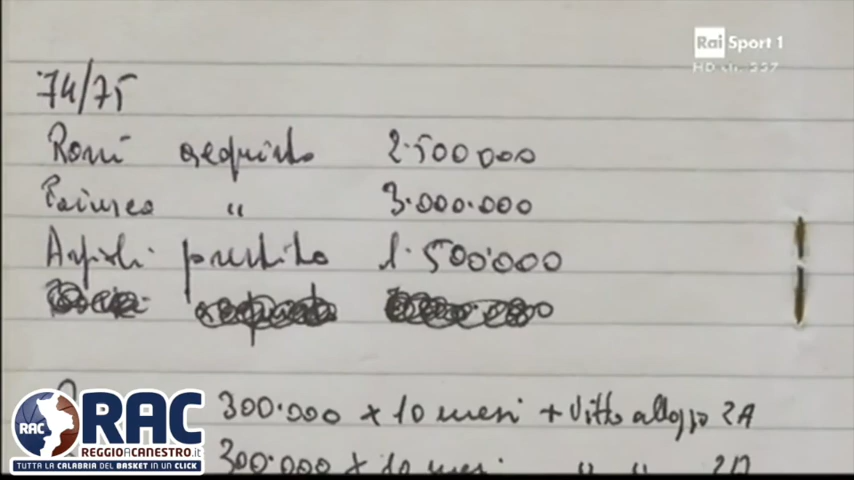 Rai Sport 1
74/75
Rossi acquisto 2.500.000
" 3.000.000
prestito 1.500.000
300.000 x 10 mesi + Vitto alloggio 2A
300.000 x 10 mesi " "
RAC
RAC
REGGIOACANESTRO.it
TUTTA LA CALABRIA DEL BASKET IN UN CLICK